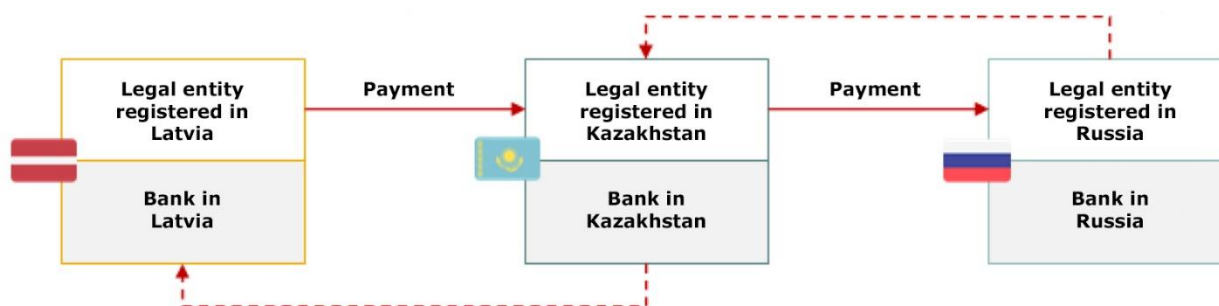 Legal entity
registered in
Latvia
Bank in
Latvia
Payment
Legal entity
registered in
Kazakhstan
Bank in
Kazakhstan
Payment
Legal entity
registered in
Russia
Bank in
Russia